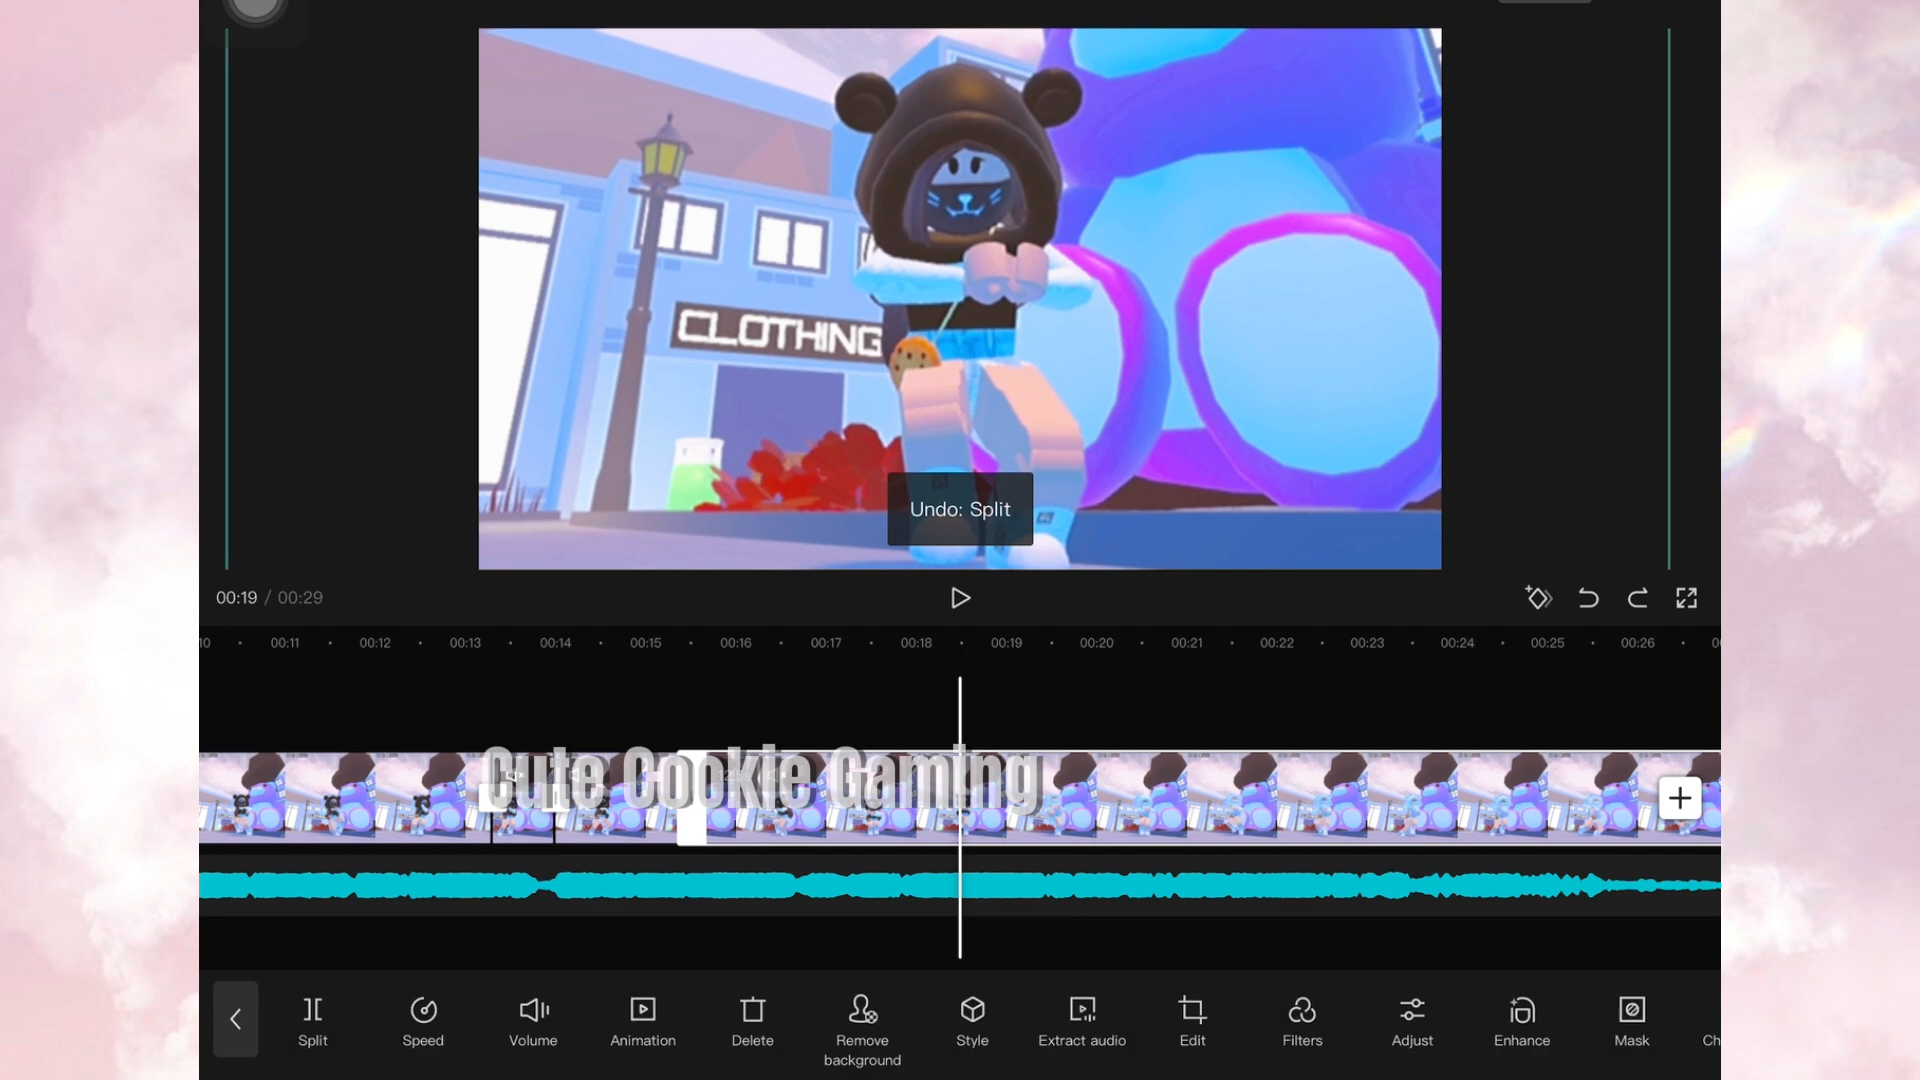 CLOTHING
Undo: Split
00:19 / 00:29
10 00:11 00:12 00:13 00:14 00:15 00:16 00:17 00:18 00:19 00:20 00:21 00:22 00:23 00:24 00:25 00:26
Cute Cookie Gaming
Split Speed Volume Animation Delete Remove background Style Extract audio Edit Filters Adjust Enhance Mask Ch